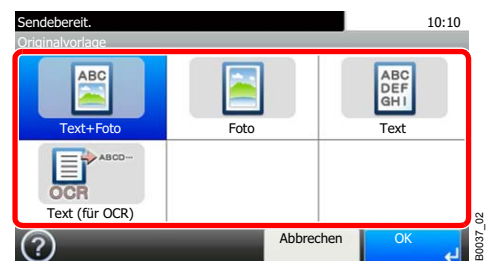 Sendebereit. 10:10
Originalvorlage
ABC
ABC
DEF
GHI
Text+Foto Foto Text
ABCD--
OCR
Text (für OCR)
? Abbrechen OK
B0037_02